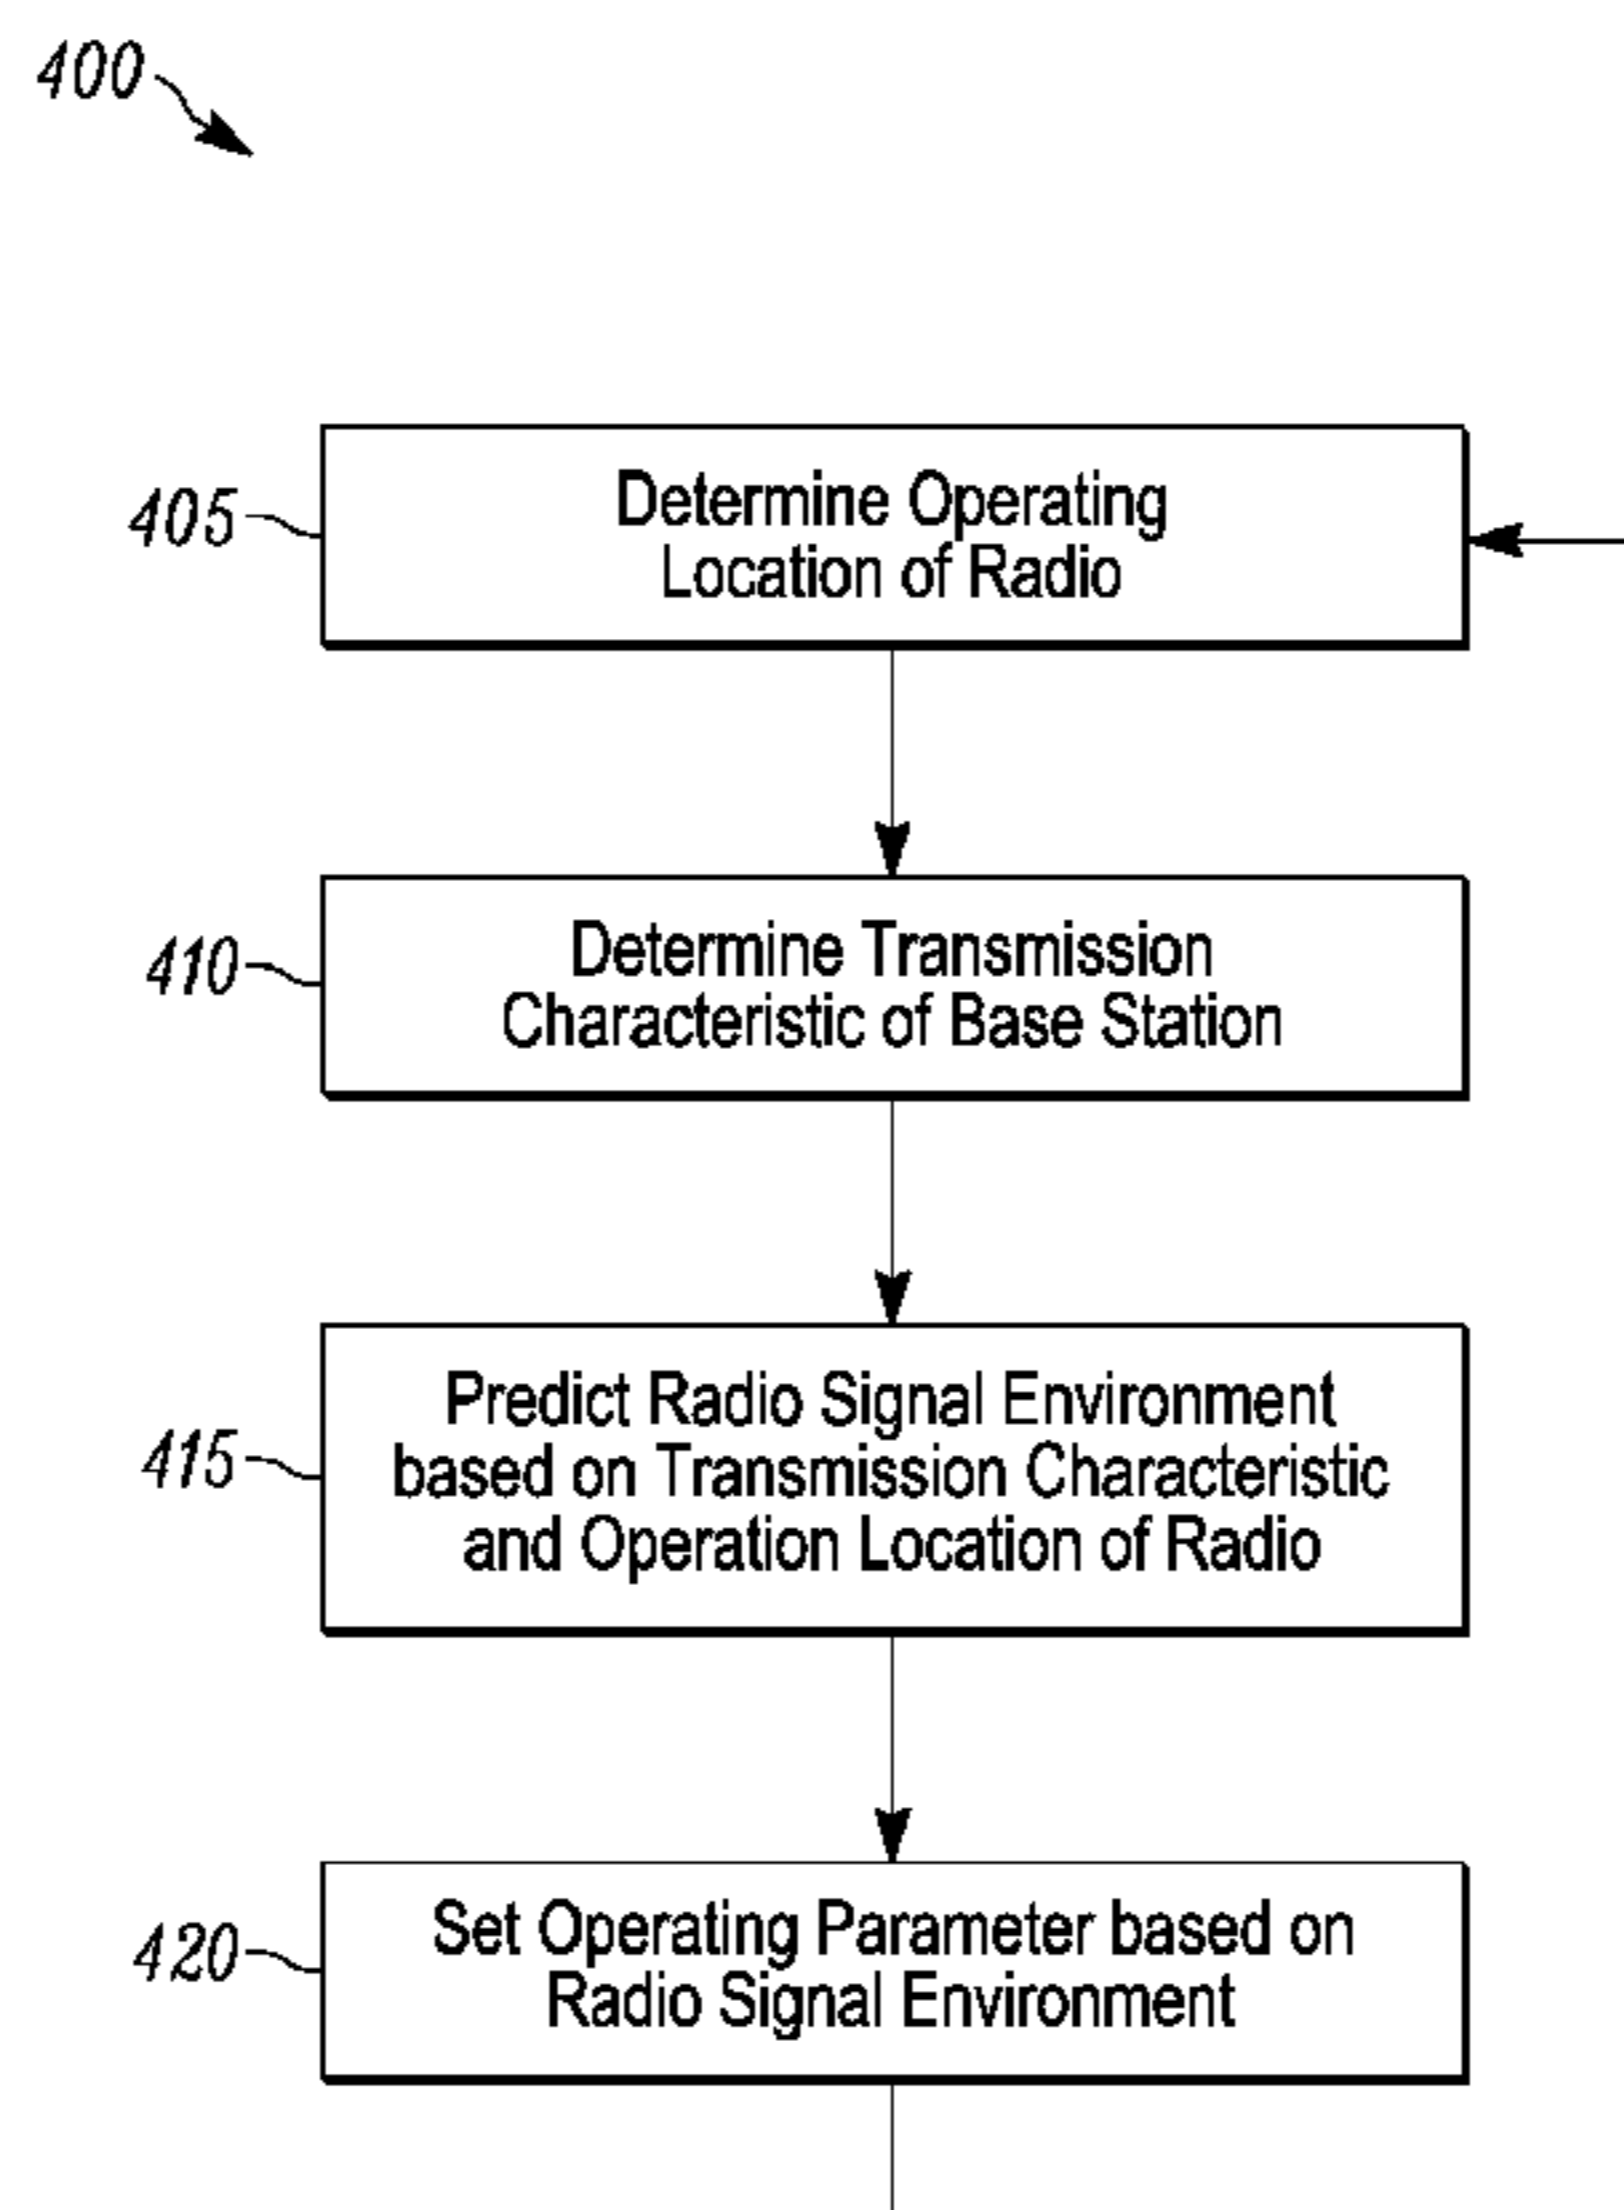 400
405
Determine Operating
Location of Radio
410
Determine Transmission
Characteristic of Base Station
415
Predict Radio Signal Environment
based on Transmission Characteristic
and Operation Location of Radio
420
Set Operating Parameter based on
Radio Signal Environment